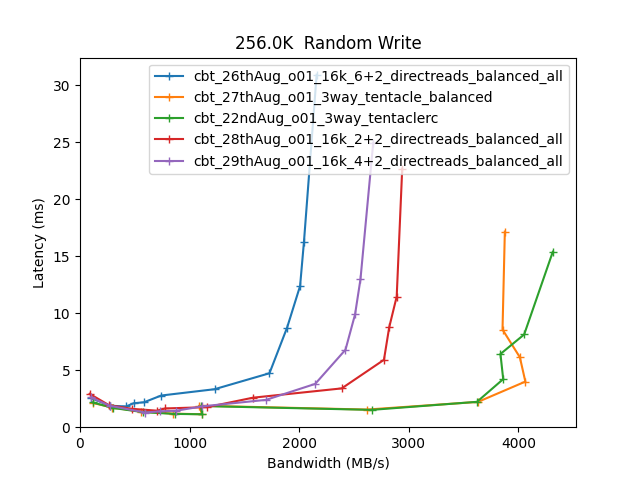 256.0K  Random Write
cbt_26thAug_o01_16k_6+2_directreads_balanced_all
cbt_27thAug_o01_3way_tentacle_balanced
cbt_22ndAug_o01_3way_tentaclerc
cbt_28thAug_o01_16k_2+2_directreads_balanced_all
cbt_29thAug_o01_16k_4+2_directreads_balanced_all
Latency (ms)
30
25
20
15
10
5
0
0 1000 2000 3000 4000
Bandwidth (MB/s)